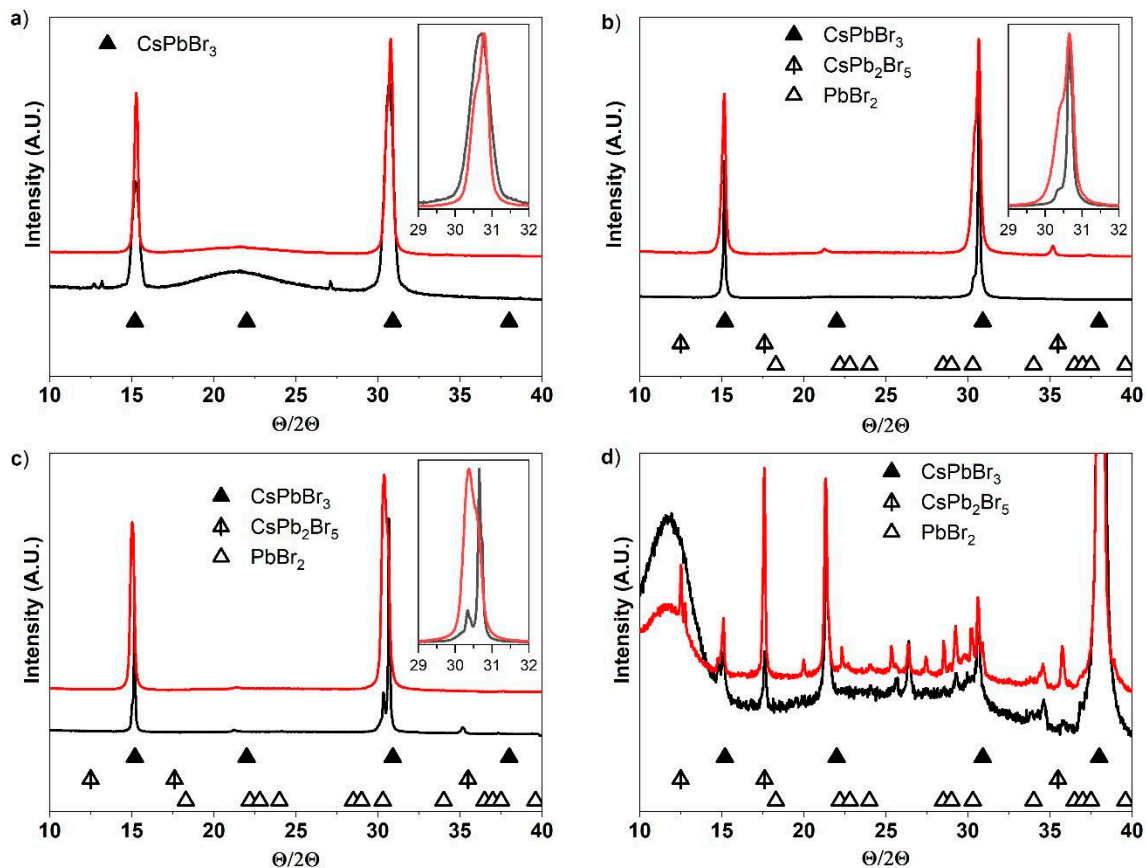 a)
CsPbBr₃
29 30 31 32
Intensity (A.U.)
10 15 20 25 30 35 40
Θ/2Θ
b)
CsPbBr₃
CsPb₂Br₅
PbBr₂
29 30 31 32
Intensity (A.U.)
10 15 20 25 30 35 40
Θ/2Θ
c)
CsPbBr₃
CsPb₂Br₅
PbBr₂
29 30 31 32
Intensity (A.U.)
10 15 20 25 30 35 40
Θ/2Θ
d)
CsPbBr₃
CsPb₂Br₅
PbBr₂
Intensity (A.U.)
10 15 20 25 30 35 40
Θ/2Θ